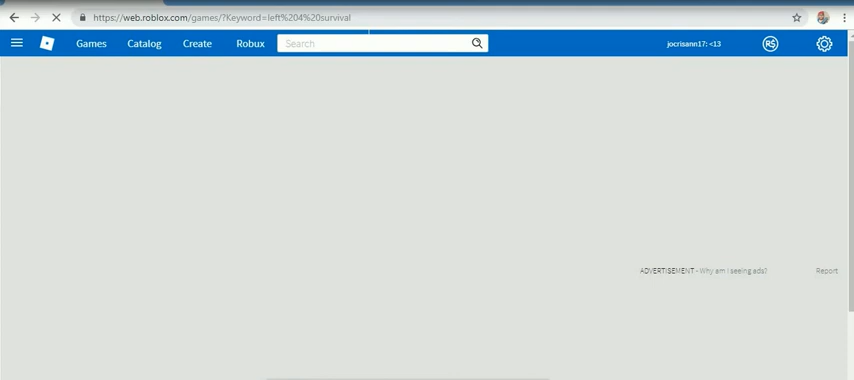 https://web.roblox.com/games/?Keyword=left%204%20survival
Games Catalog Create Robux Search jocrisann17: <13 R$
ADVERTISEMENT - Why am I seeing ads? Report